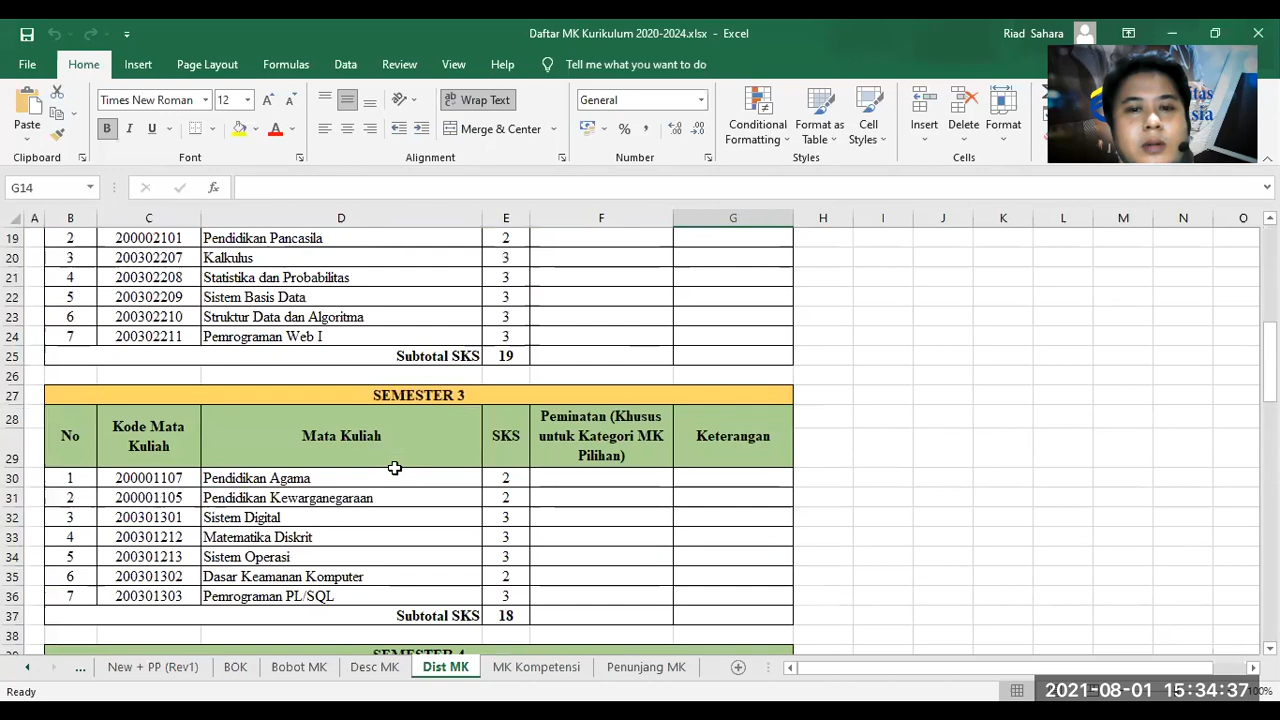 Daftar MK Kurikulum 2020-2024.xlsx - Excel
Riad Sahara
File Home Insert Page Layout Formulas Data Review View Help Tell me what you want to do
Paste
Times New Roman 12
B I U
Wrap Text
Merge & Center
General
Conditional Formatting
Format as Table
Cell Styles
Insert Delete Format
itas
sia
Clipboard Font Alignment Number Styles Cells
G14 fx
A B C D E F G H I J K L M N O
19 2 200002101 Pendidikan Pancasila 2
20 3 200302207 Kalkulus 3
21 4 200302208 Statistika dan Probabilitas 3
22 5 200302209 Sistem Basis Data 3
23 6 200302210 Struktur Data dan Algoritma 3
24 7 200302211 Pemrograman Web I 3
25 Subtotal SKS 19
26
27 SEMESTER 3
28
29
No Kode Mata Kuliah Mata Kuliah SKS Peminatan (Khusus untuk Kategori MK Pilihan) Keterangan
30 1 200001107 Pendidikan Agama 2
31 2 200001105 Pendidikan Kewarganegaraan 2
32 3 200301301 Sistem Digital 3
33 4 200301212 Matematika Diskrit 3
34 5 200301213 Sistem Operasi 3
35 6 200301302 Dasar Keamanan Komputer 2
36 7 200301303 Pemrograman PL/SQL 3
37 Subtotal SKS 18
38
SEMESTER 4
... New + PP (Rev1) BOK Bobot MK Desc MK Dist MK MK Kompetensi Penunjang MK
Ready
2021-08-01 15:34:37
100%